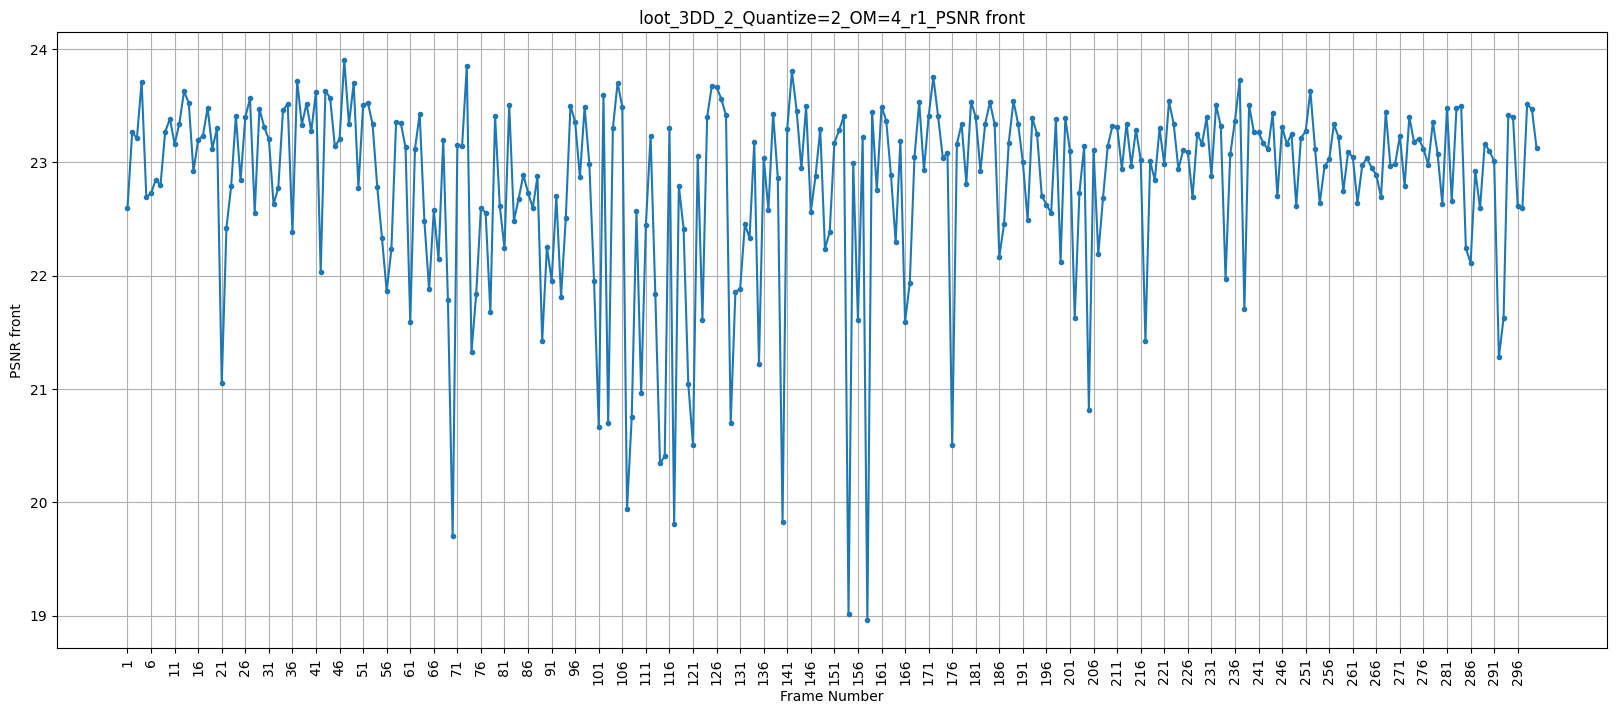 loot_3DD_2_Quantize=2_OM=4_r1_PSNR front
24
23
22
21
20
19
PSNR front
1 6 11 16 21 26 31 36 41 46 51 56 61 66 71 76 81 86 91 96 101 106 111 116 121 126 131 136 141 146 151 156 161 166 171 176 181 186 191 196 201 206 211 216 221 226 231 236 241 246 251 256 261 266 271 276 281 286 291 296
Frame Number